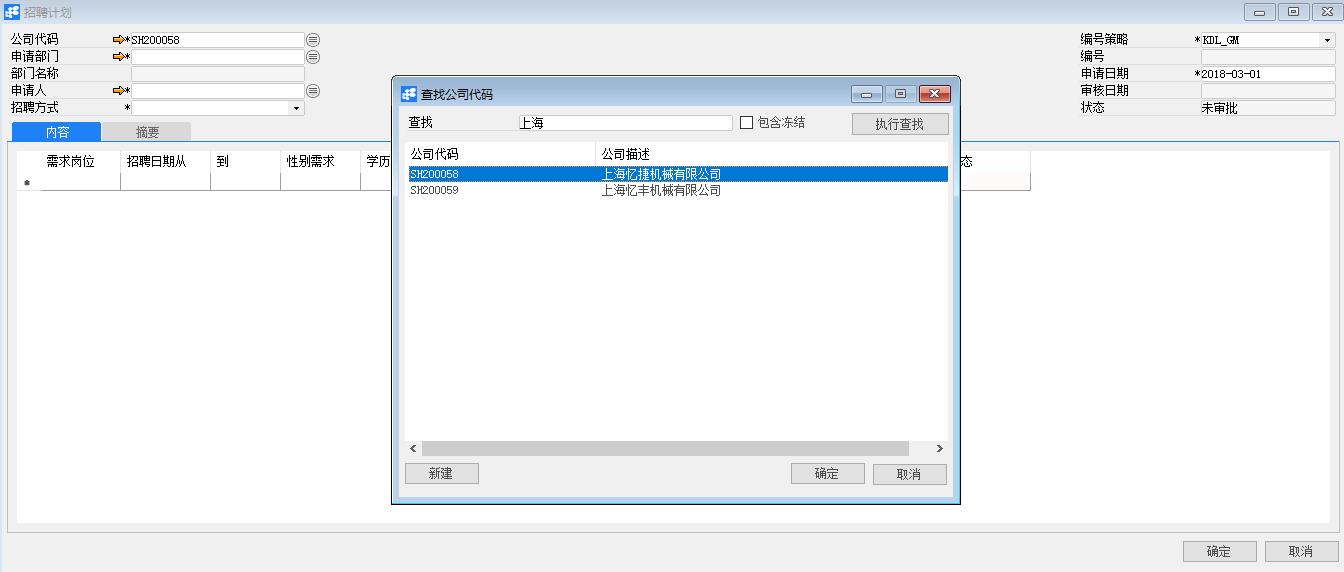 招聘计划
公司代码 *SH200058
编号策略 *KDL_GM
申请部门 *
编号
部门名称
申请日期 *2018-03-01
申请人 *
审核日期
招聘方式 *
状态 未审批
内容 摘要
需求岗位 招聘日期从 到 性别需求 学历 态
*
查找公司代码
查找 上海 包含冻结 执行查找
公司代码 公司描述
SH200058 上海忆捷机械有限公司
SH200059 上海忆丰机械有限公司
新建 确定 取消
确定 取消